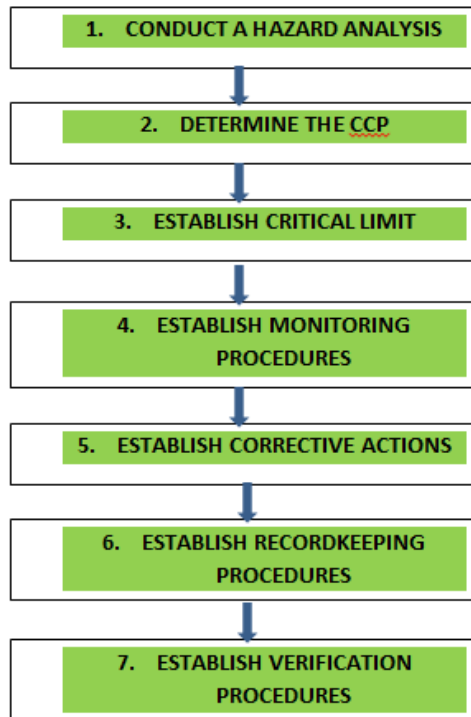 1. CONDUCT A HAZARD ANALYSIS
2. DETERMINE THE CCP
3. ESTABLISH CRITICAL LIMIT
4. ESTABLISH MONITORING
PROCEDURES
5. ESTABLISH CORRECTIVE ACTIONS
6. ESTABLISH RECORDKEEPING
PROCEDURES
7. ESTABLISH VERIFICATION
PROCEDURES